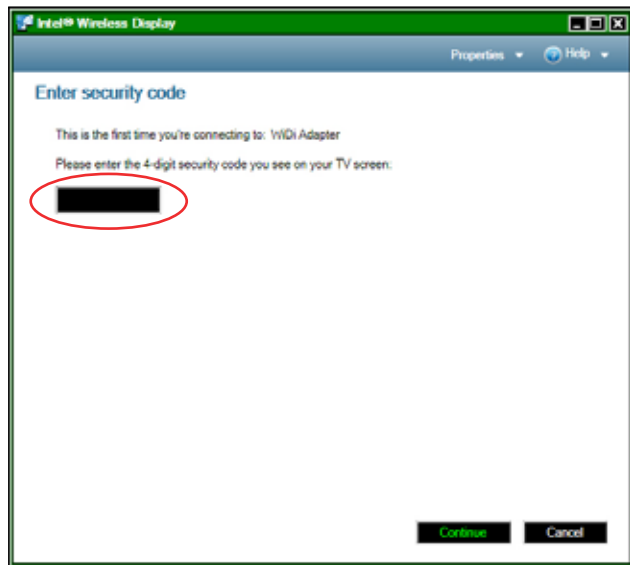 Intel® Wireless Display
Properties Help
Enter security code
This is the first time you're connecting to: WiDi Adapter
Please enter the 4-digit security code you see on your TV screen:
Continue Cancel